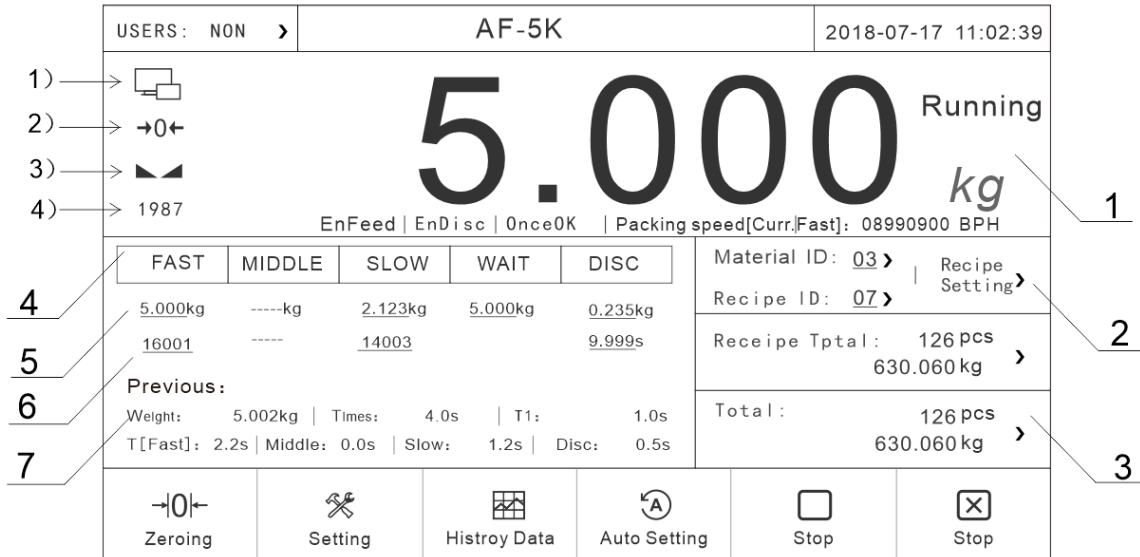 USERS: NON ❯ AF-5K 2018-07-17 11:02:39
1)
2) →0←
3)
4) 1987
5.000 Running
kg
1
EnFeed | EnDisc | OnceOK | Packing speed[Curr.|Fast]: 08990900 BPH
4
FAST MIDDLE SLOW WAIT DISC
Material ID: 03 ❯ | Recipe Setting ❯
Recipe ID: 07 ❯
2
5.000kg -----kg 2.123kg 5.000kg 0.235kg
5
16001 ----- 14003 9.999s
6
Receipe Tptal: 126 pcs
630.060 kg ❯
Previous:
Weight: 5.002kg | Times: 4.0s | T1: 1.0s
T[Fast]: 2.2s | Middle: 0.0s | Slow: 1.2s | Disc: 0.5s
7
Total: 126 pcs
630.060 kg ❯
3
→|0|←
Zeroing Setting Histroy Data Auto Setting Stop Stop